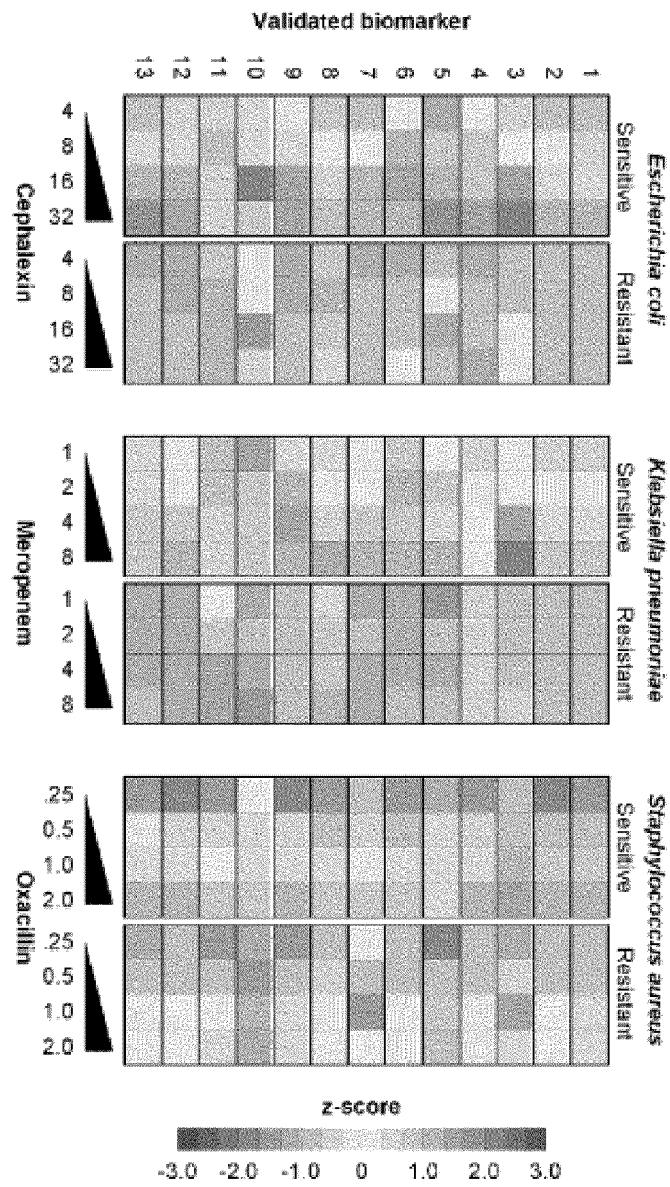 Validated biomarker
13 12 11 10 9 8 7 6 5 4 3 2 1
Escherichia coli
Sensitive
4
8
16
32
Resistant
4
8
16
32
Cephalexin
Klebsiella pneumoniae
Sensitive
1
2
4
8
Resistant
1
2
4
8
Meropenem
Staphylococcus aureus
Sensitive
.25
0.5
1.0
2.0
Resistant
.25
0.5
1.0
2.0
Oxacillin
z-score
-3.0 -2.0 -1.0 0 1.0 2.0 3.0